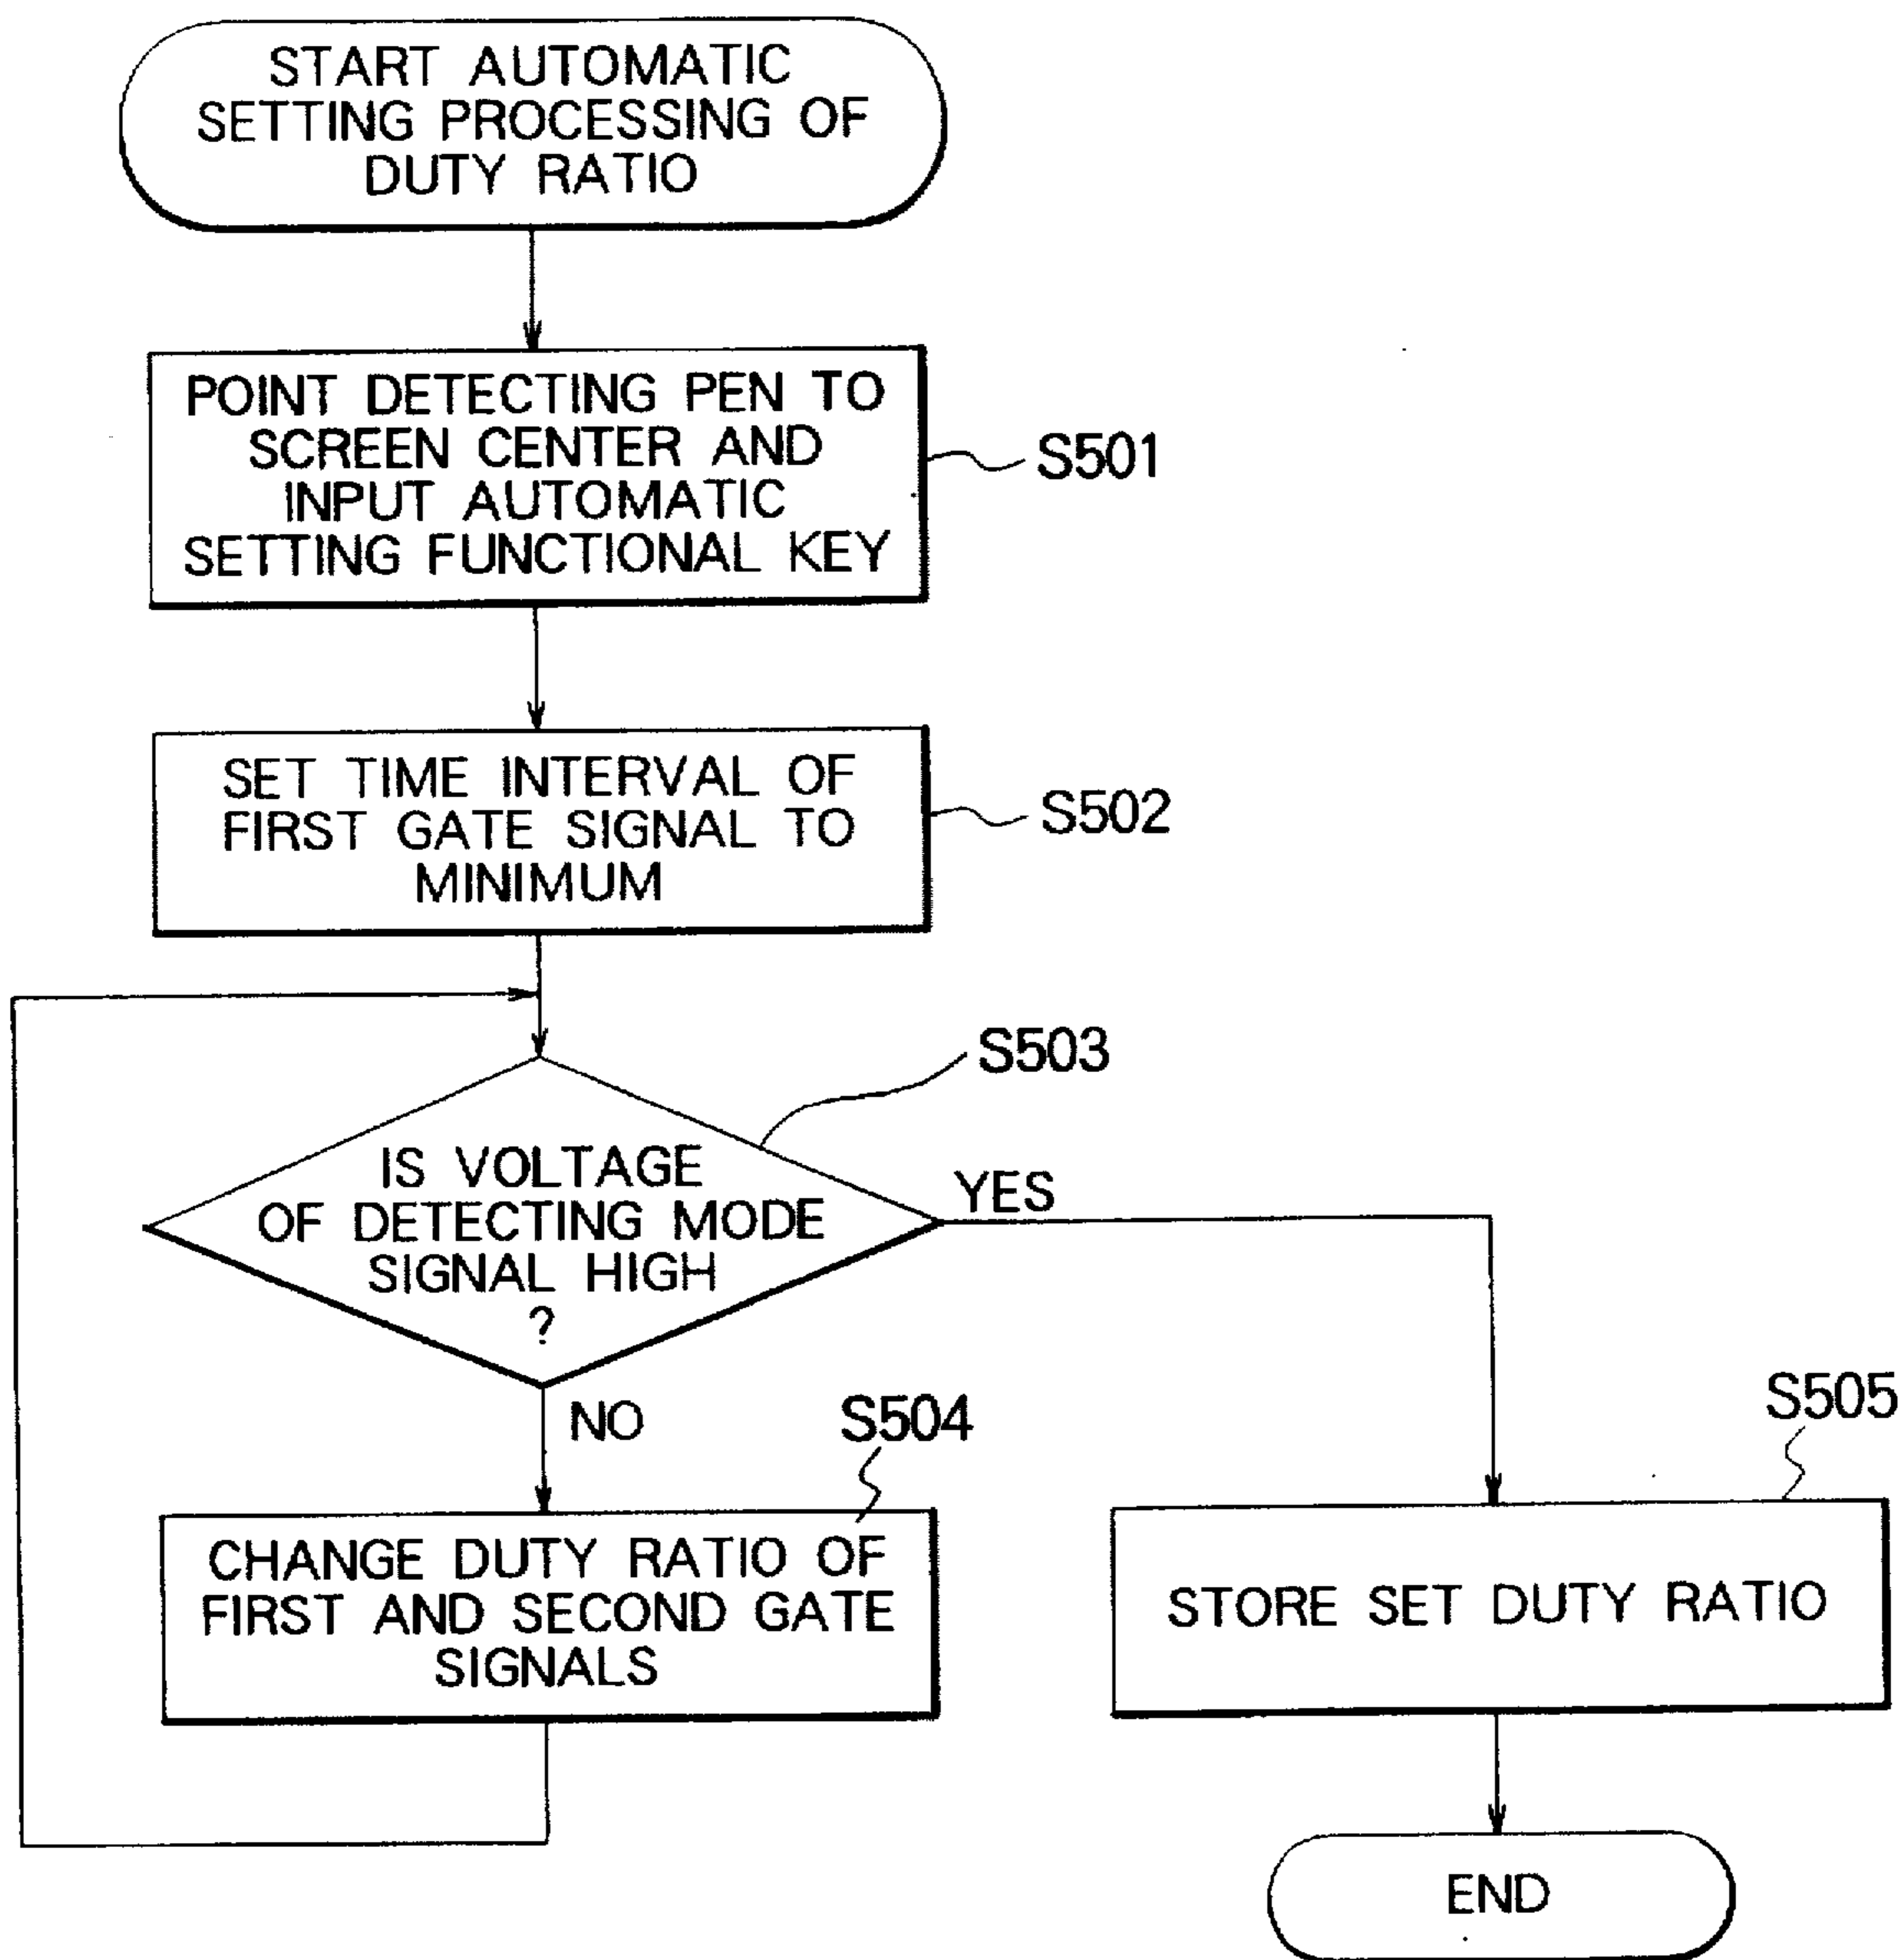 START AUTOMATIC
SETTING PROCESSING OF
DUTY RATIO
POINT DETECTING PEN TO
SCREEN CENTER AND
INPUT AUTOMATIC
SETTING FUNCTIONAL KEY
S501
SET TIME INTERVAL OF
FIRST GATE SIGNAL TO
MINIMUM
S502
S503
IS VOLTAGE
OF DETECTING MODE
SIGNAL HIGH
?
YES
NO
S504
CHANGE DUTY RATIO OF
FIRST AND SECOND GATE
SIGNALS
S505
STORE SET DUTY RATIO
END